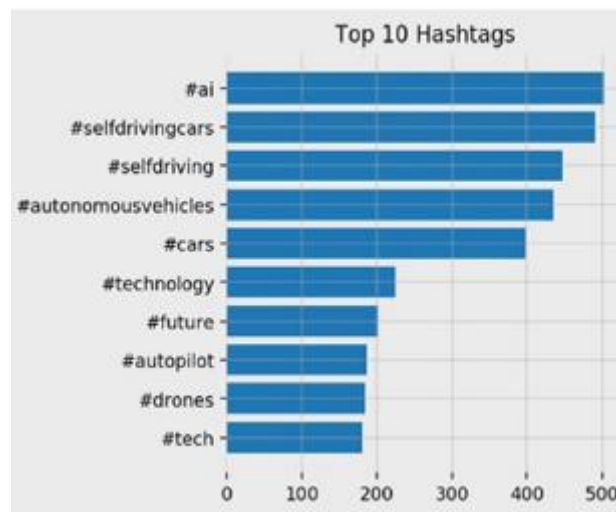 Top 10 Hashtags
#ai
#selfdrivingcars
#selfdriving
#autonomousvehicles
#cars
#technology
#future
#autopilot
#drones
#tech
0 100 200 300 400 500